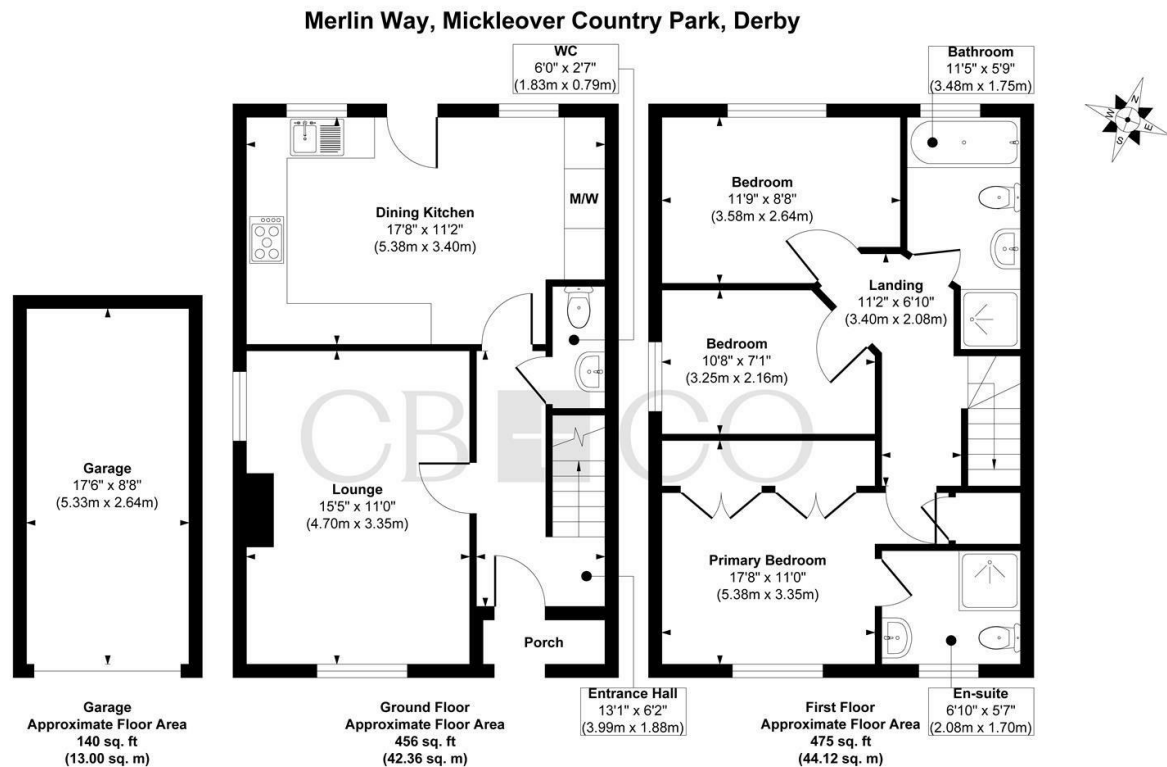 Merlin Way, Mickleover Country Park, Derby
WC
6'0" x 2'7"
(1.83m x 0.79m)
Bathroom
11'5" x 5'9"
(3.48m x 1.75m)
N
W
E
S
Dining Kitchen
17'8" x 11'2"
(5.38m x 3.40m)
M/W
Bedroom
11'9" x 8'8"
(3.58m x 2.64m)
Landing
11'2" x 6'10"
(3.40m x 2.08m)
Bedroom
10'8" x 7'1"
(3.25m x 2.16m)
CB CO
Garage
17'6" x 8'8"
(5.33m x 2.64m)
Lounge
15'5" x 11'0"
(4.70m x 3.35m)
Primary Bedroom
17'8" x 11'0"
(5.38m x 3.35m)
Porch
Entrance Hall
13'1" x 6'2"
(3.99m x 1.88m)
En-suite
6'10" x 5'7"
(2.08m x 1.70m)
Garage
Approximate Floor Area
140 sq. ft
(13.00 sq. m)
Ground Floor
Approximate Floor Area
456 sq. ft
(42.36 sq. m)
First Floor
Approximate Floor Area
475 sq. ft
(44.12 sq. m)